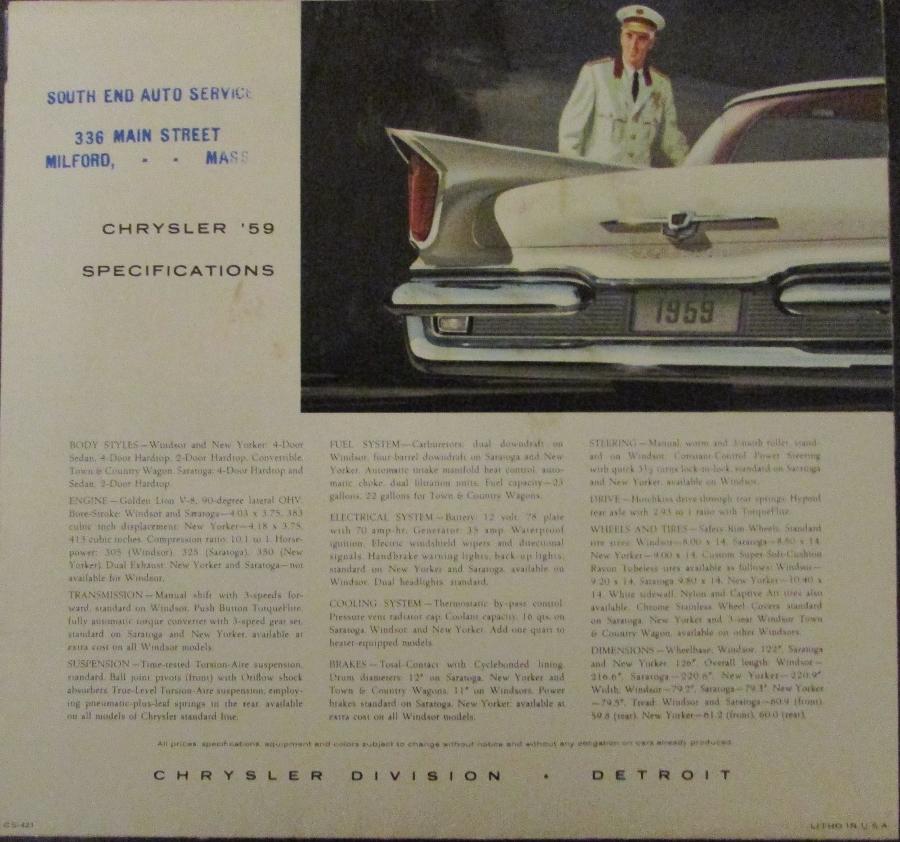 SOUTH END AUTO SERVICE
336 MAIN STREET
MILFORD, - - MASS
CHRYSLER '59
SPECIFICATIONS
1959
BODY STYLES—Windsor and New Yorker: 4-Door
Sedan, 4-Door Hardtop, 2-Door Hardtop, Convertible,
Town & Country Wagon. Saratoga: 4-Door Hardtop and
Sedan, 2-Door Hardtop.
ENGINE—Golden Lion V-8, 90-degree lateral OHV.
Bore-Stroke: Windsor and Saratoga—4.03 x 3.75, 383
cubic inch displacement. New Yorker—4.18 x 3.75,
413 cubic inches. Compression ratio: 10.1 to 1. Horse-
power: 305 (Windsor), 325 (Saratoga), 350 (New
Yorker). Dual Exhaust: New Yorker and Saratoga—not
available for Windsor.
TRANSMISSION—Manual shift with 3-speeds for-
ward, standard on Windsor. Push Button TorqueFlite,
fully automatic torque converter with 3-speed gear set,
standard on Saratoga and New Yorker, available at
extra cost on all Windsor models.
SUSPENSION—Time-tested Torsion-Aire suspension,
standard. Ball joint pivots (front) with Oriflow shock
absorbers. True-Level Torsion-Aire suspension, employ-
ing pneumatic-plus-leaf springs in the rear, available
on all models of Chrysler standard line.
FUEL SYSTEM—Carburetors: dual downdraft on
Windsor, four-barrel downdraft on Saratoga and New
Yorker. Automatic intake manifold heat control, auto-
matic choke, dual filtration units. Fuel capacity—23
gallons, 22 gallons for Town & Country Wagons.
ELECTRICAL SYSTEM—Battery: 12 volt, 78 plate
with 70 amp-hr. Generator: 35 amp. Waterproof
ignition. Electric windshield wipers and directional
signals. Handbrake warning lights, back-up lights,
standard on New Yorker and Saratoga, available on
Windsor. Dual headlights, standard.
COOLING SYSTEM—Thermostatic by-pass control.
Pressure vent radiator cap. Coolant capacity: 16 qts. on
Saratoga, Windsor and New Yorker. Add one quart to
heater-equipped models.
BRAKES—Total-Contact with Cyclebonded lining.
Drum diameters: 12" on Saratoga, New Yorker and
Town & Country Wagons, 11" on Windsors. Power
brakes standard on Saratoga, New Yorker; available at
extra cost on all Windsor models.
STEERING—Manual, worm and 3-tooth roller, stand-
ard on Windsor. Constant-Control Power Steering
with quick 3½ turns lock-to-lock, standard on Saratoga
and New Yorker, available on Windsor.
DRIVE—Hotchkiss drive through rear springs. Hypoid
rear axle with 2.93 to 1 ratio with TorqueFlite.
WHEELS AND TIRES—Safety Rim Wheels. Standard
tire sizes: Windsor—8.00 x 14, Saratoga—8.50 x 14,
New Yorker—9.00 x 14. Custom Super-Soft-Cushion
Rayon Tubeless tires available as follows: Windsor—
9.20 x 14, Saratoga 9.80 x 14, New Yorker—10.40 x
14. White sidewall, Nylon and Captive Air tires also
available. Chrome Stainless Wheel Covers standard
on Saratoga, New Yorker and 3-seat Windsor Town
& Country Wagon, available on other Windsors.
DIMENSIONS—Wheelbase: Windsor, 122". Saratoga
and New Yorker, 126". Overall length: Windsor—
216.6", Saratoga—220.6", New Yorker—220.9".
Width: Windsor—79.2", Saratoga—79.3", New Yorker
—79.5". Tread: Windsor and Saratoga—60.9 (front),
59.8 (rear). New Yorker—61.2 (front), 60.0 (rear).
All prices, specifications, equipment and colors subject to change without notice and without any obligation on cars already produced.
CHRYSLER DIVISION • DETROIT
CS-421
LITHO IN U S A